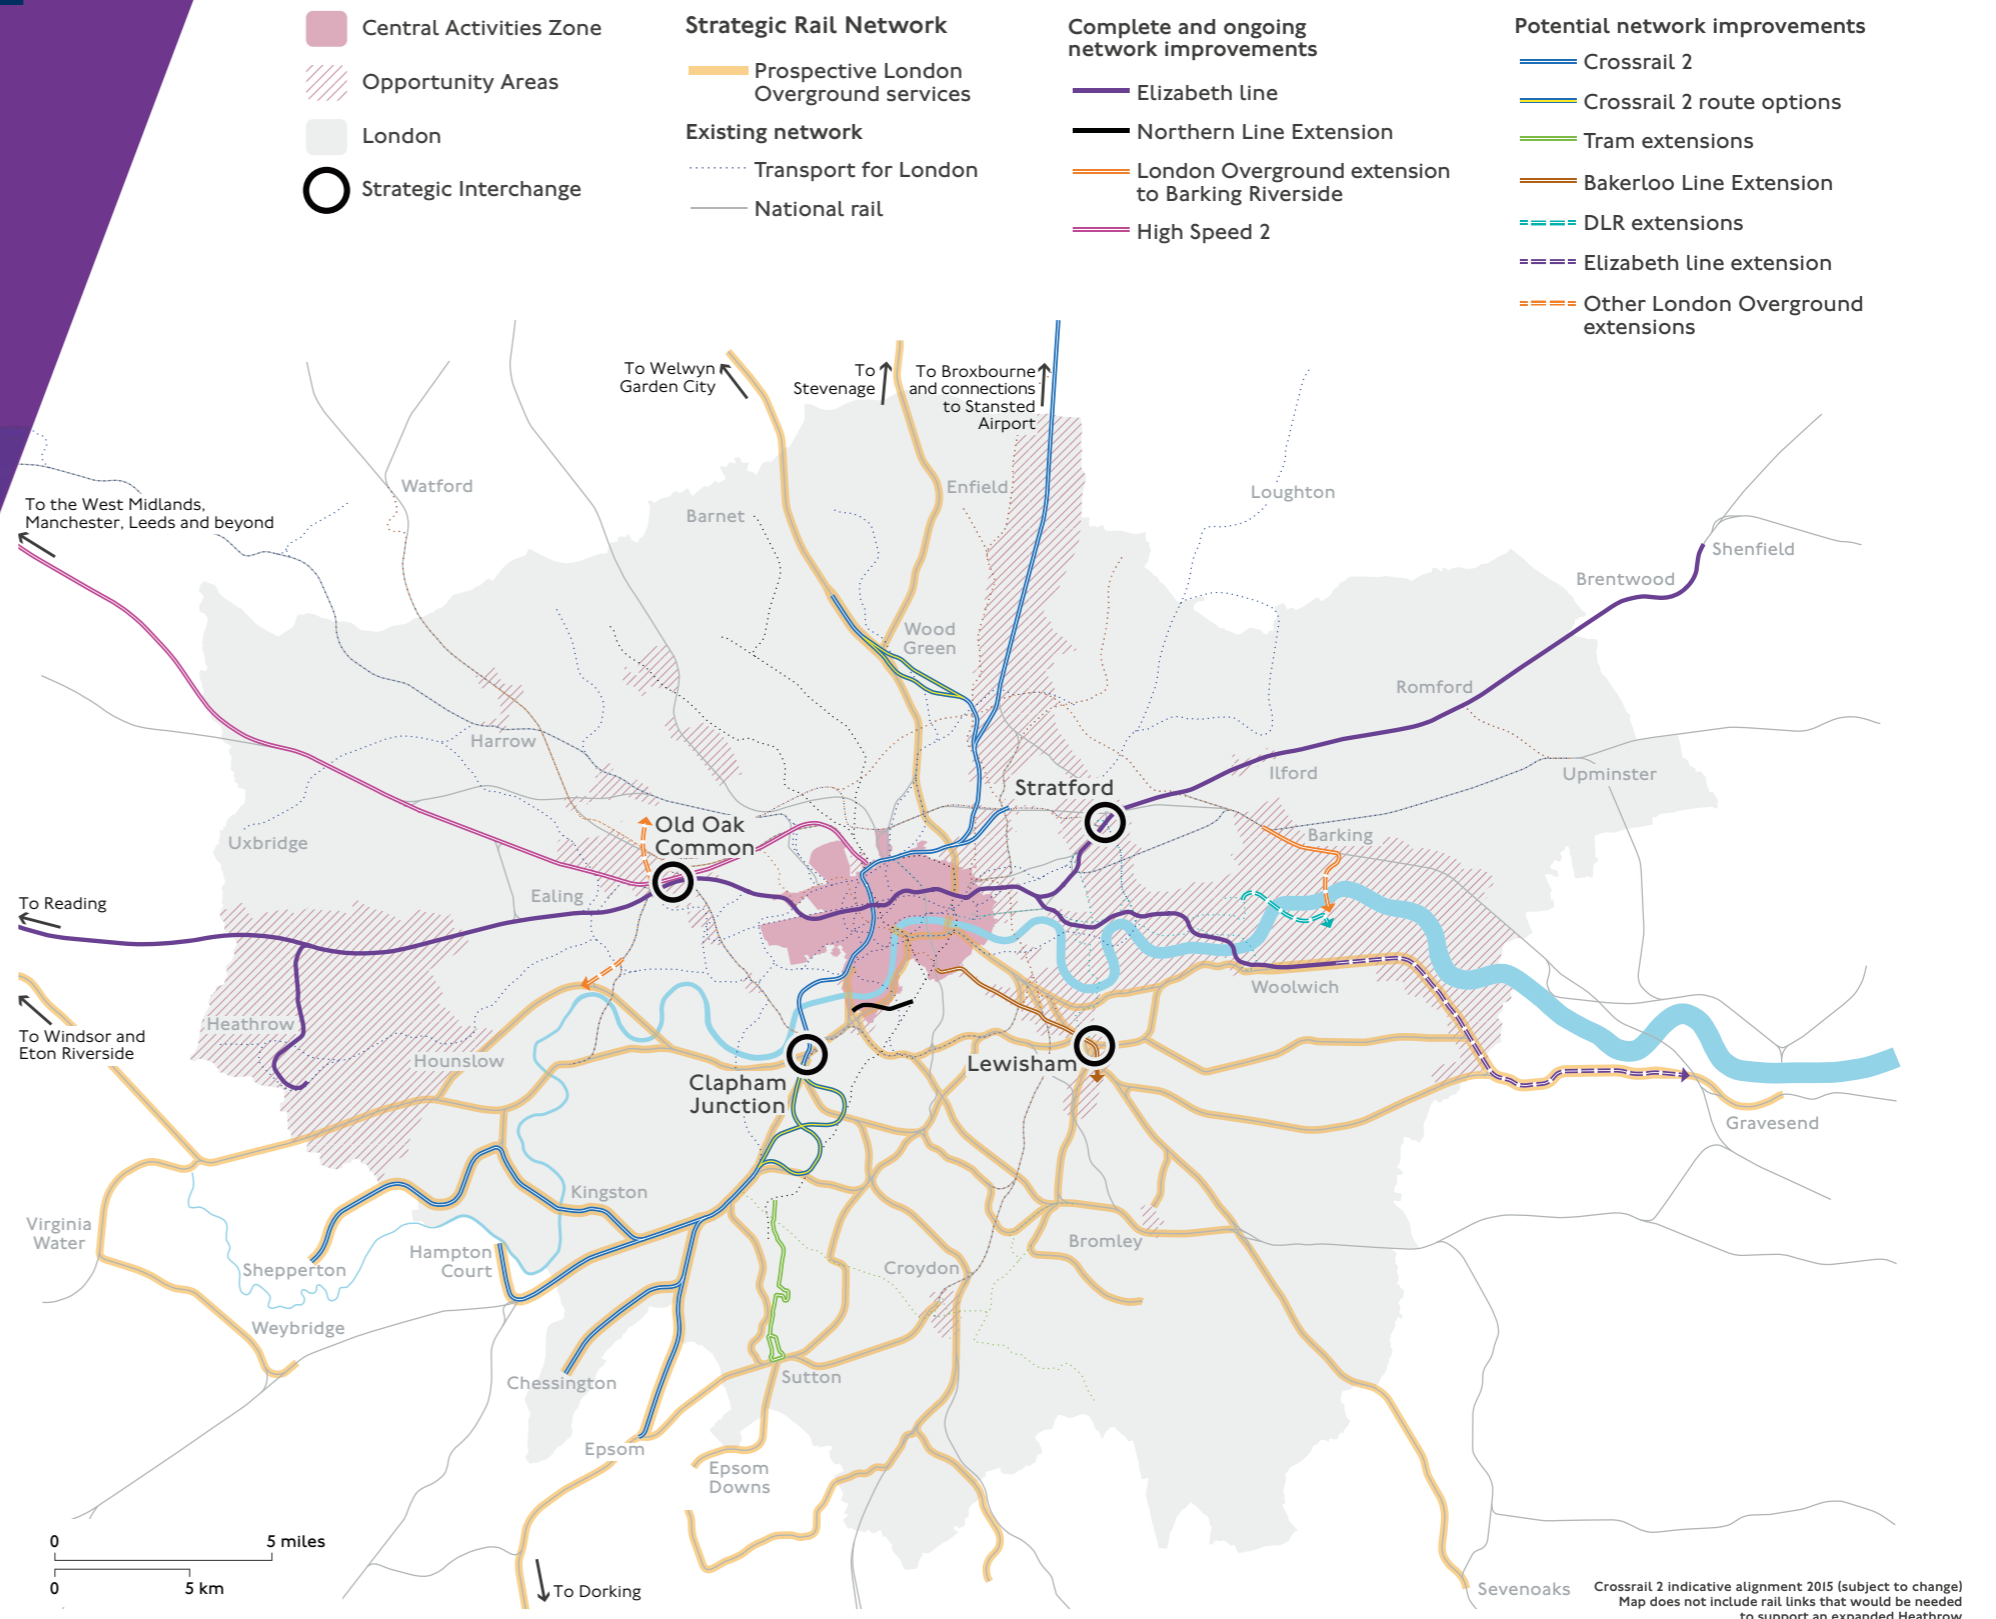 Central Activities Zone
Opportunity Areas
London
Strategic Interchange
Strategic Rail Network
Prospective London
Overground services
Existing network
Transport for London
National rail
Complete and ongoing
network improvements
Elizabeth line
Northern Line Extension
London Overground extension
to Barking Riverside
High Speed 2
Potential network improvements
Crossrail 2
Crossrail 2 route options
Tram extensions
Bakerloo Line Extension
DLR extensions
Elizabeth line extension
Other London Overground
extensions
To Welwyn
Garden City
To
Stevenage
To Broxbourne
and connections
to Stansted
Airport
Watford
Barnet
Enfield
Loughton
To the West Midlands,
Manchester, Leeds and beyond
Shenfield
Brentwood
Wood
Green
Romford
Harrow
Ilford
Upminster
Stratford
Old Oak
Common
Uxbridge
Barking
Ealing
To Reading
Woolwich
Heathrow
To Windsor and
Eton Riverside
Hounslow
Lewisham
Clapham
Junction
Gravesend
Kingston
Virginia
Water
Hampton
Court
Shepperton
Bromley
Croydon
Weybridge
Chessington
Sutton
Epsom
Epsom
Downs
0 5 miles
0 5 km
To Dorking
Sevenoaks
Crossrail 2 indicative alignment 2015 (subject to change)
Map does not include rail links that would be needed
to support an expanded Heathrow